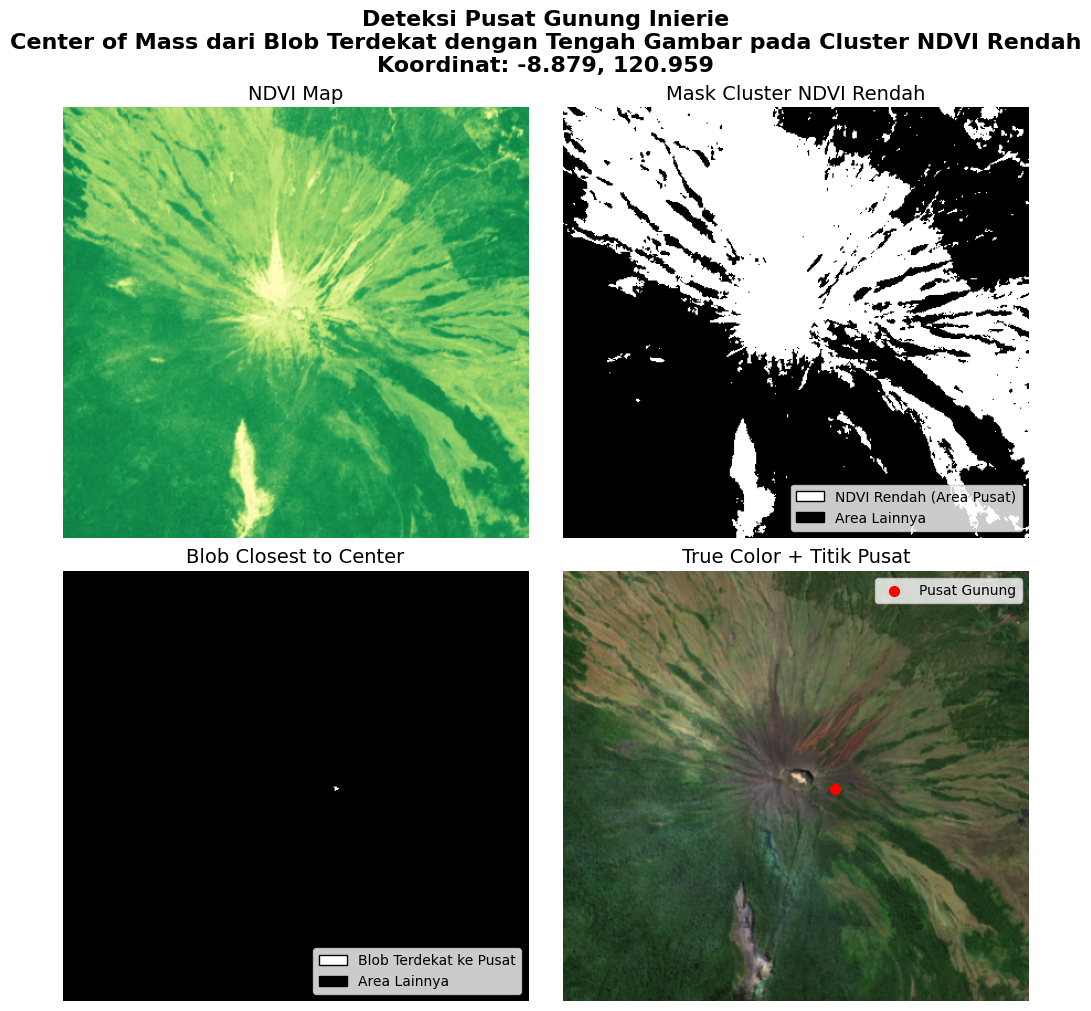 Deteksi Pusat Gunung Inierie
Center of Mass dari Blob Terdekat dengan Tengah Gambar pada Cluster NDVI Rendah
Koordinat: -8.879, 120.959
NDVI Map
Mask Cluster NDVI Rendah
NDVI Rendah (Area Pusat)
Area Lainnya
Blob Closest to Center
True Color + Titik Pusat
Pusat Gunung
Blob Terdekat ke Pusat
Area Lainnya